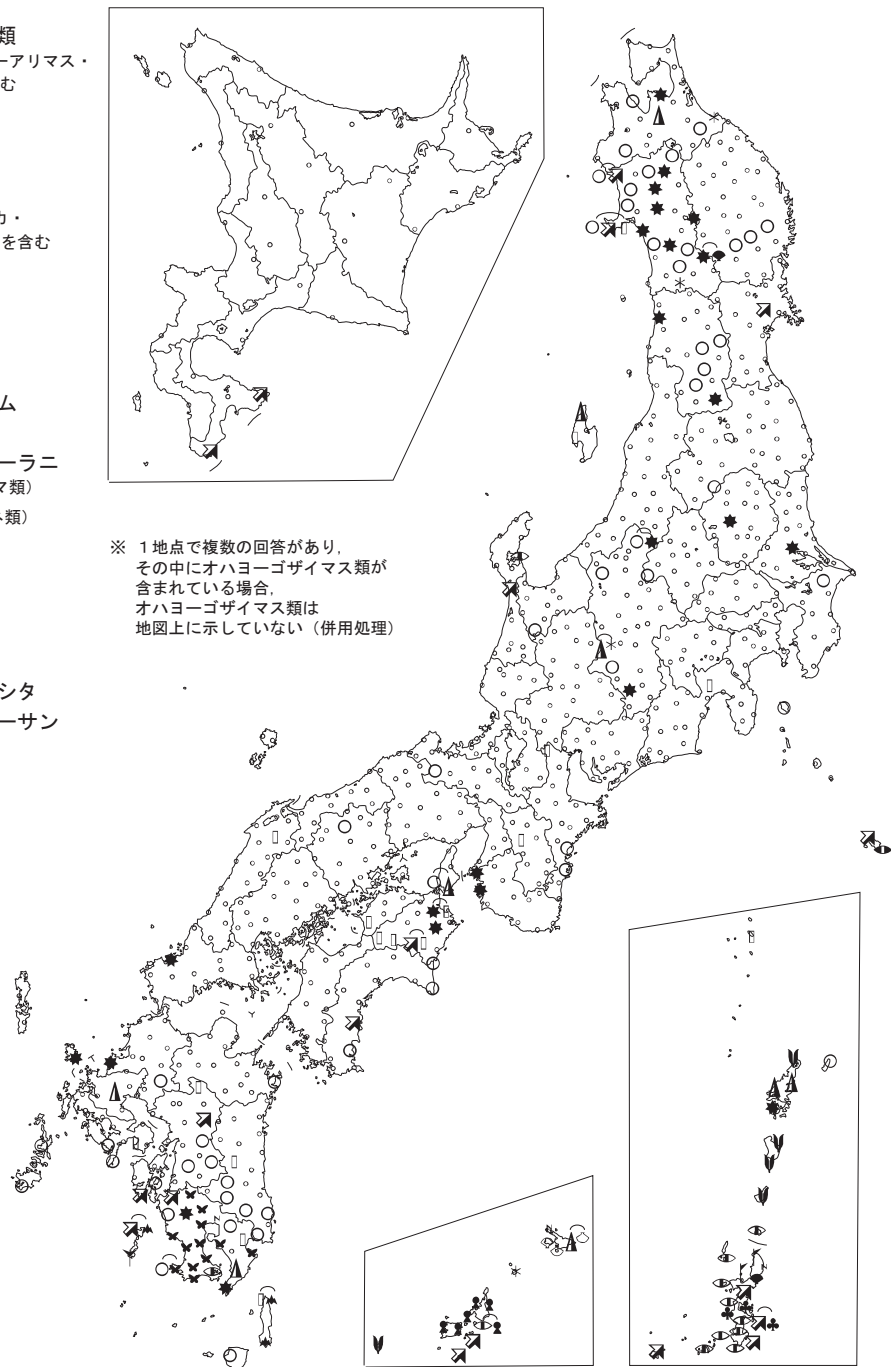 類
ーアリマス・
む
カ・
を含む
ム
ーラニ
マ類）
ネ類）
※ 1地点で複数の回答があり，
その中にオハヨーゴザイマス類が
含まれている場合，
オハヨーゴザイマス類は
地図上に示していない（併用処理）
シタ
ーサン